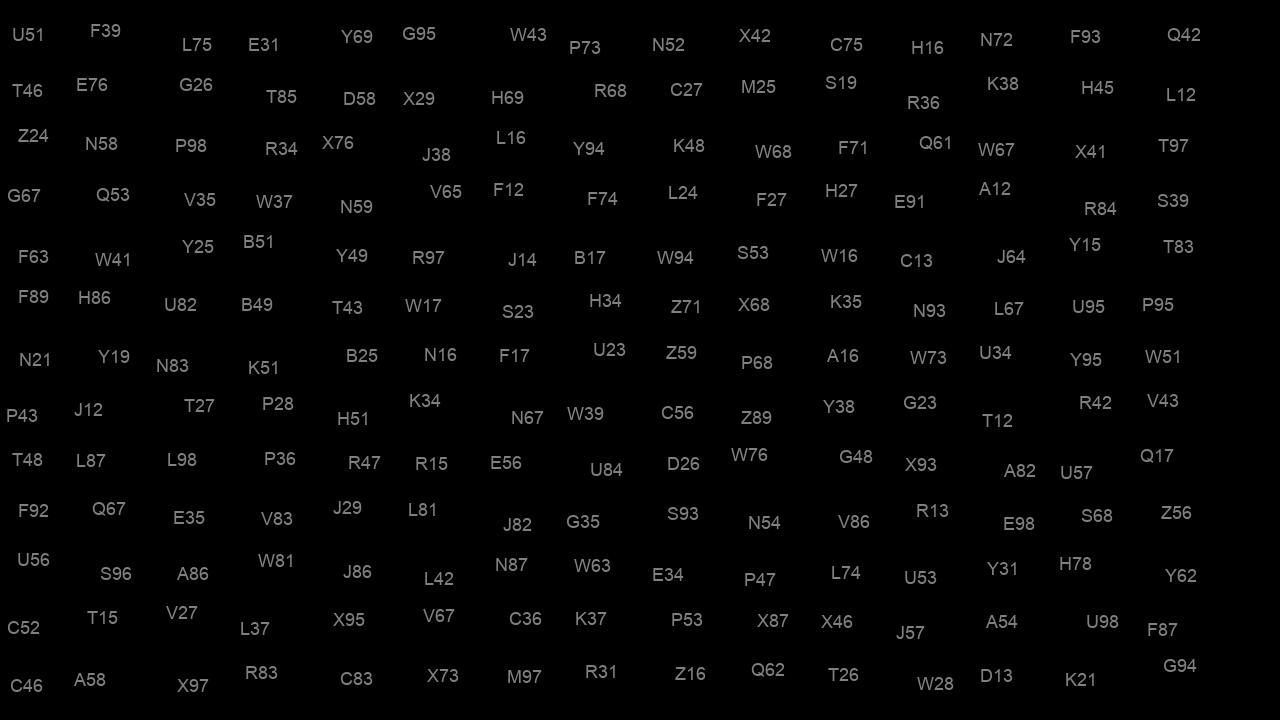 U51 F39 L75 E31 Y69 G95 W43 P73 N52 X42 C75 H16 N72 F93 Q42
T46 E76 G26 T85 D58 X29 H69 R68 C27 M25 S19 R36 K38 H45 L12
Z24 N58 P98 R34 X76 J38 L16 Y94 K48 W68 F71 Q61 W67 X41 T97
G67 Q53 V35 W37 N59 V65 F12 F74 L24 F27 H27 E91 A12 R84 S39
F63 W41 Y25 B51 Y49 R97 J14 B17 W94 S53 W16 C13 J64 Y15 T83
F89 H86 U82 B49 T43 W17 S23 H34 Z71 X68 K35 N93 L67 U95 P95
N21 Y19 N83 K51 B25 N16 F17 U23 Z59 P68 A16 W73 U34 Y95 W51
P43 J12 T27 P28 H51 K34 N67 W39 C56 Z89 Y38 G23 T12 R42 V43
T48 L87 L98 P36 R47 R15 E56 U84 D26 W76 G48 X93 A82 U57 Q17
F92 Q67 E35 V83 J29 L81 J82 G35 S93 N54 V86 R13 E98 S68 Z56
U56 S96 A86 W81 J86 L42 N87 W63 E34 P47 L74 U53 Y31 H78 Y62
C52 T15 V27 L37 X95 V67 C36 K37 P53 X87 X46 J57 A54 U98 F87
C46 A58 X97 R83 C83 X73 M97 R31 Z16 Q62 T26 W28 D13 K21 G94